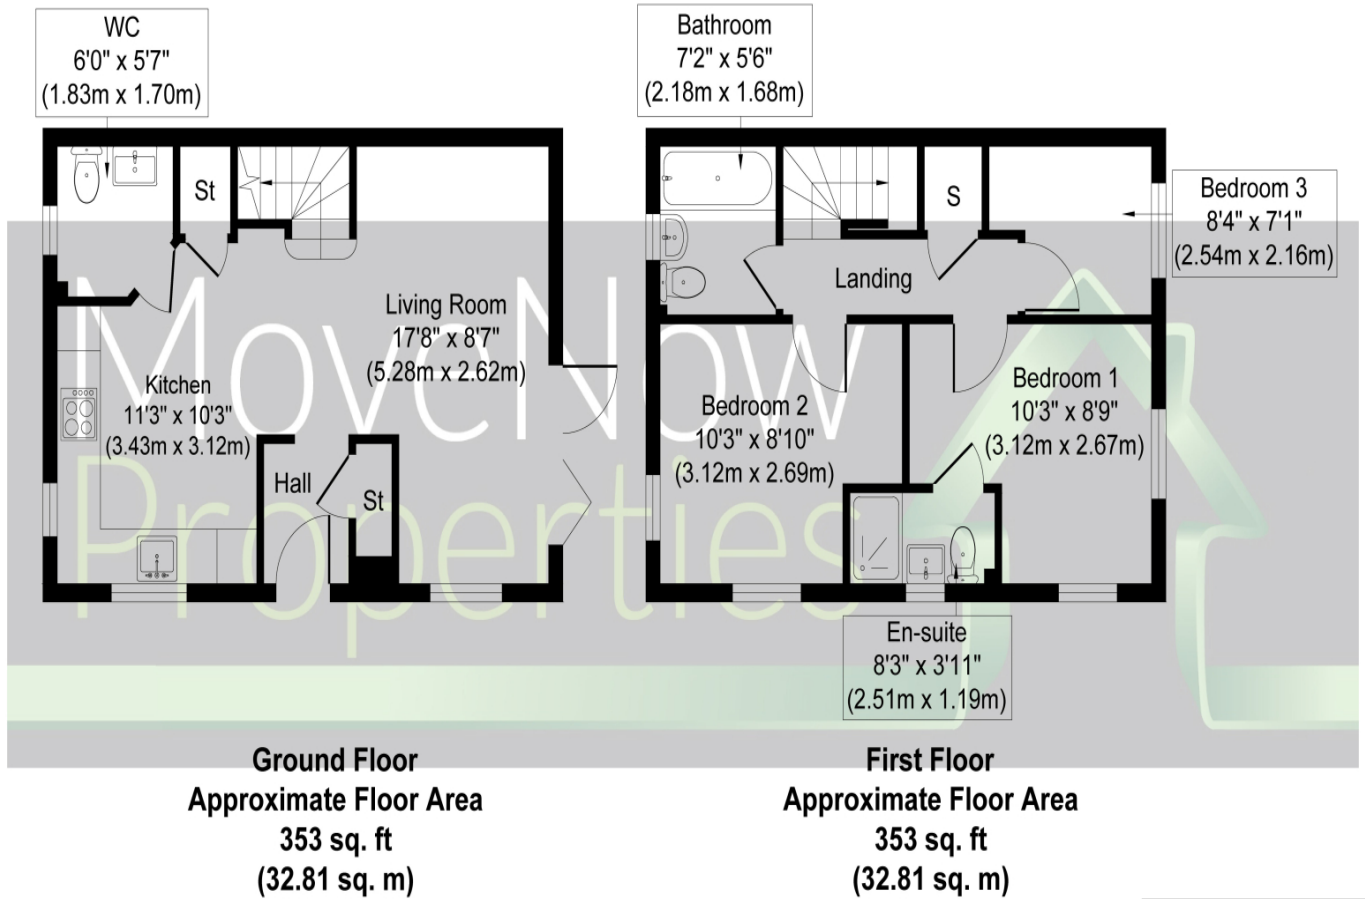 WC
6'0" x 5'7"
(1.83m x 1.70m)
St
Living Room
17'8" x 8'7"
(5.28m x 2.62m)
Kitchen
11'3" x 10'3"
(3.43m x 3.12m)
Hall
St
Bathroom
7'2" x 5'6"
(2.18m x 1.68m)
S
Bedroom 3
8'4" x 7'1"
(2.54m x 2.16m)
Landing
Bedroom 2
10'3" x 8'10"
(3.12m x 2.69m)
Bedroom 1
10'3" x 8'9"
(3.12m x 2.67m)
En-suite
8'3" x 3'11"
(2.51m x 1.19m)
MoveNow
Properties
Ground Floor
Approximate Floor Area
353 sq. ft
(32.81 sq. m)
First Floor
Approximate Floor Area
353 sq. ft
(32.81 sq. m)